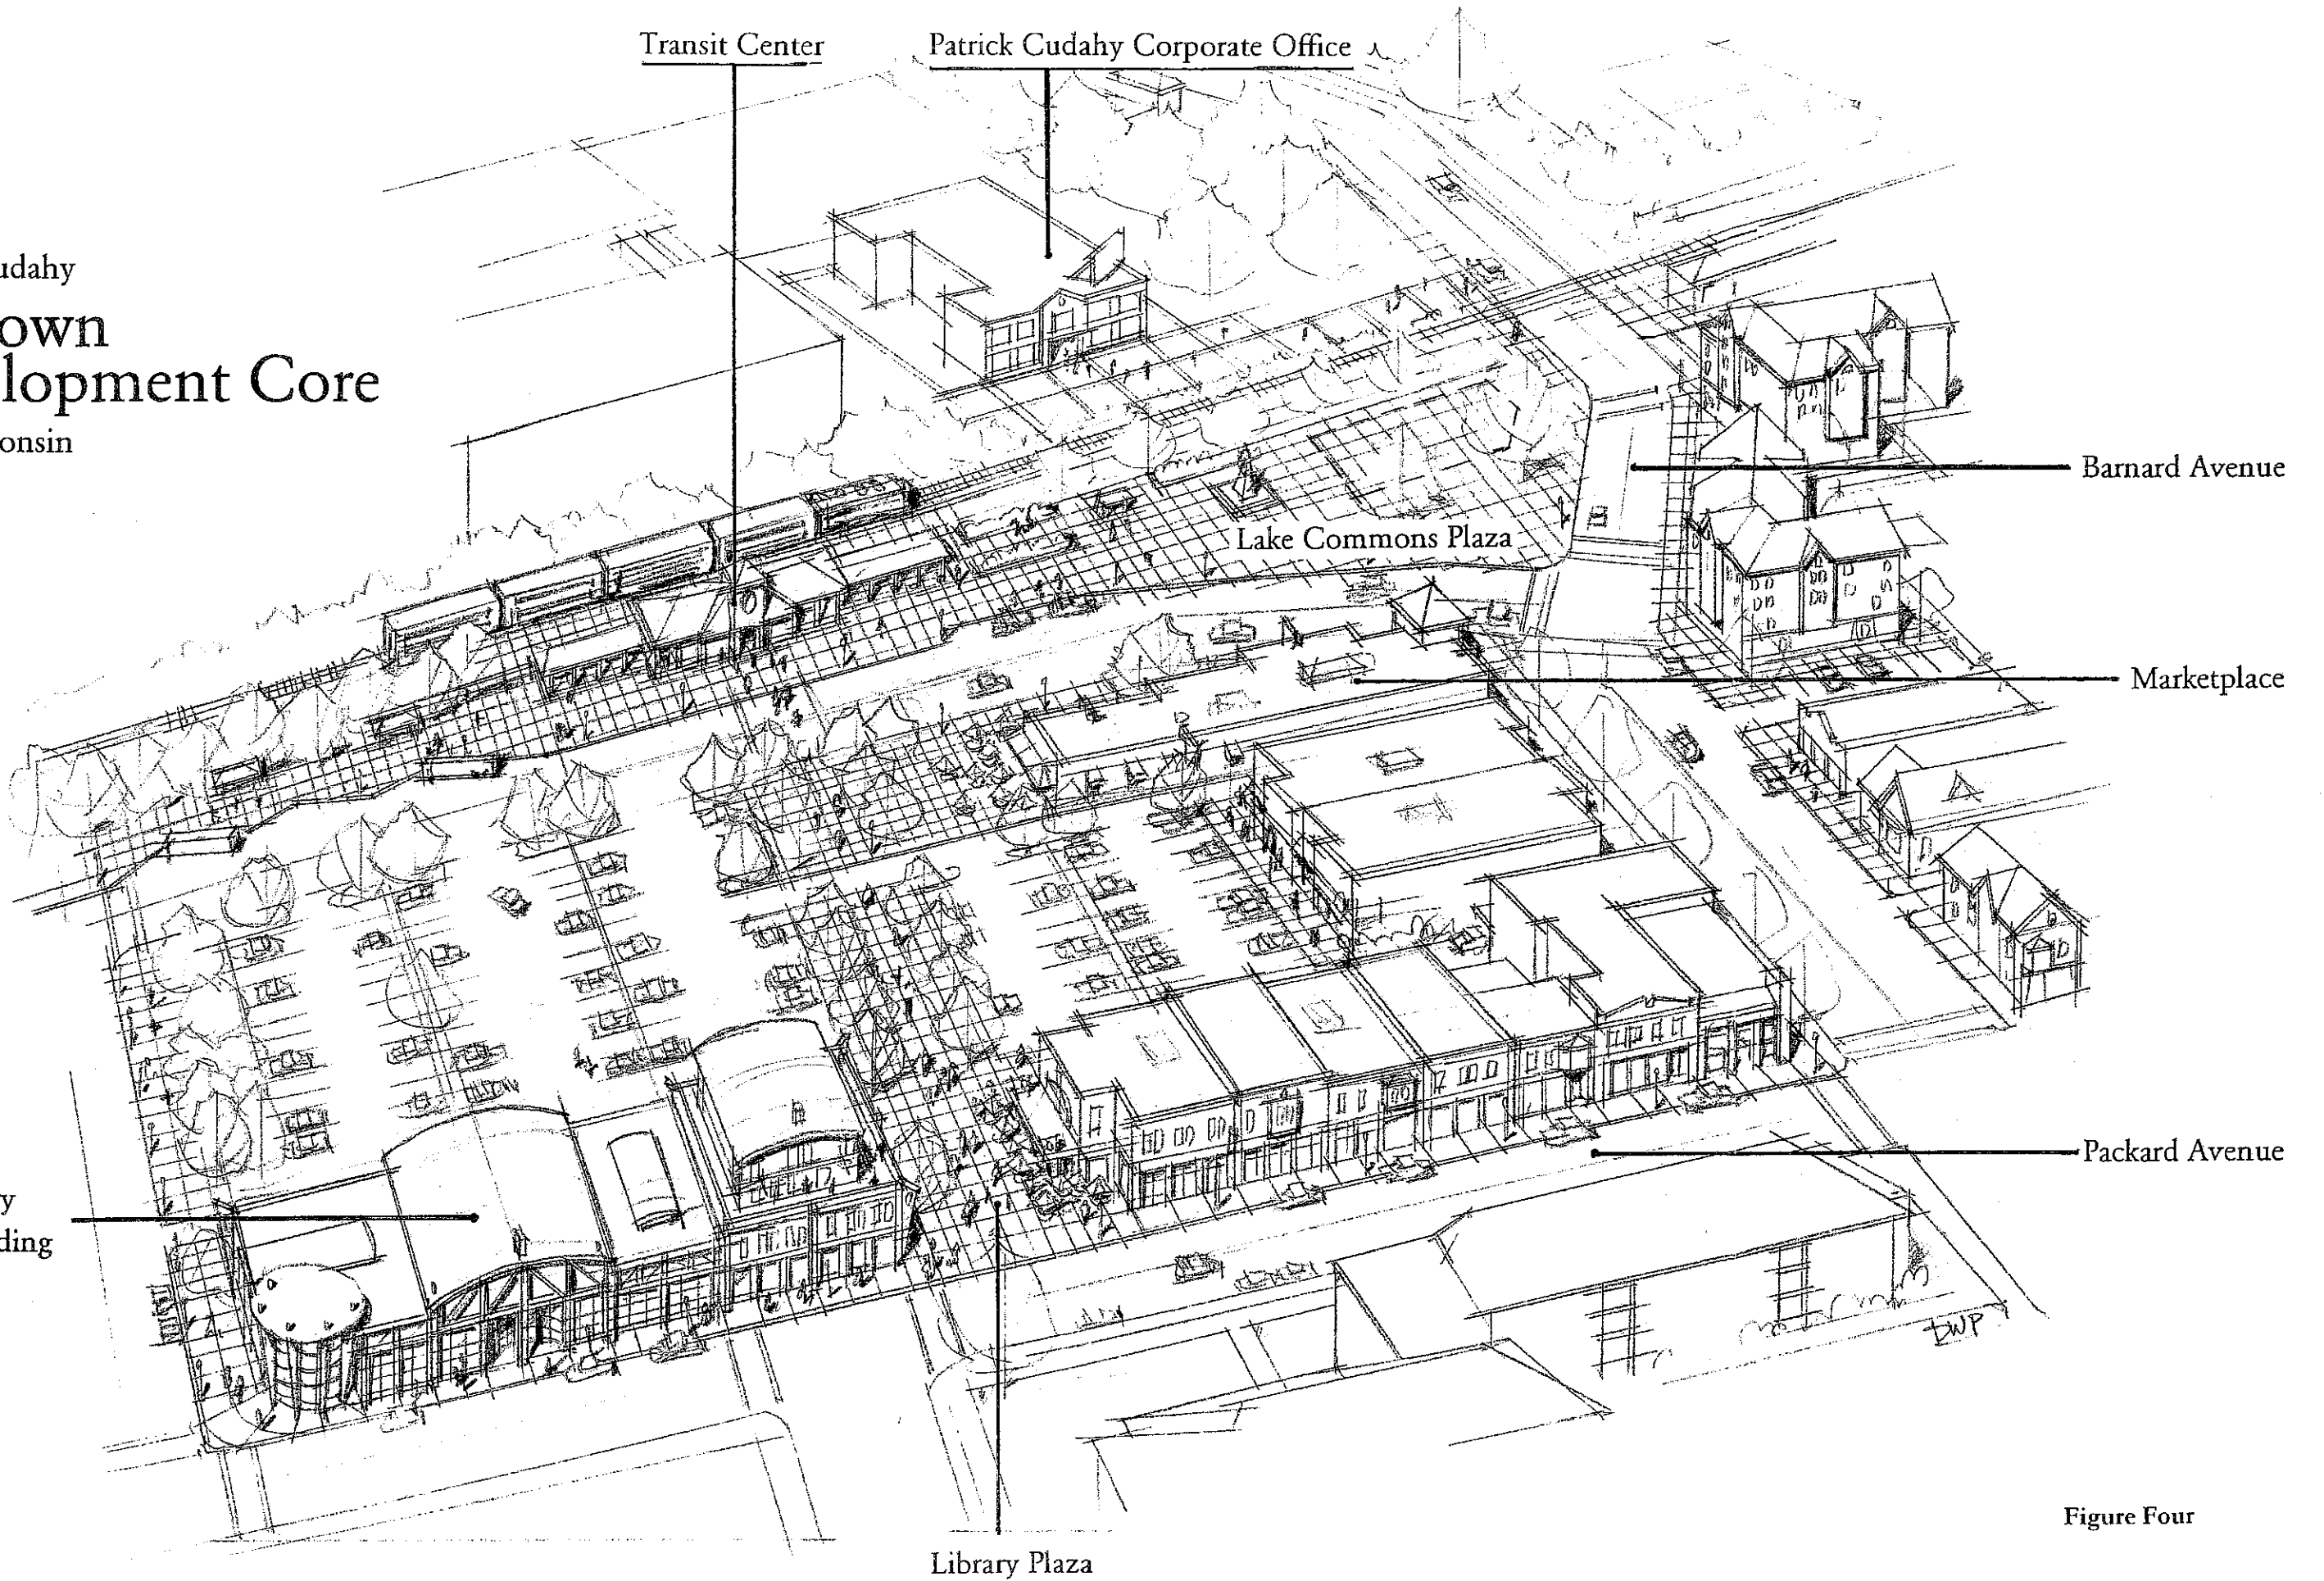 Transit Center
Patrick Cudahy Corporate Office
udahy
own
lopment Core
onsin
Barnard Avenue
Lake Commons Plaza
Marketplace
Packard Avenue
y
ding
DWP
Figure Four
Library Plaza